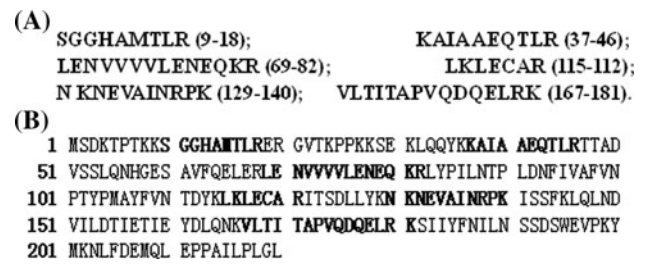 (A)
SGGHAMTLR (9-18); KAIAAEQTLR (37-46);
LENVVVVLENEQKR (69-82); LKLECAR (115-112);
N KNEVAINRPK (129-140); VLTITAPVQDQELRK (167-181).
(B)
1 MSDKTPTKKS GGHAMTLRER GVTKPPKKSE KLQQYKKAIA AEQTLRTTAD
51 VSSLQNHGES AVFQELERLE NVVVVLENEQ KRLYPILNTP LDNFIVAFVN
101 PTYPMAYFVN TDYKLKLECA RITSDLLYKN KNEVAINRPK ISSFKLQLND
151 VILDTIETIE YDLQNKVLTI TAPVQDQELR KSIIYFNILN SSDSWEVPKY
201 MKNLFDEMQL EPPAILPLGL